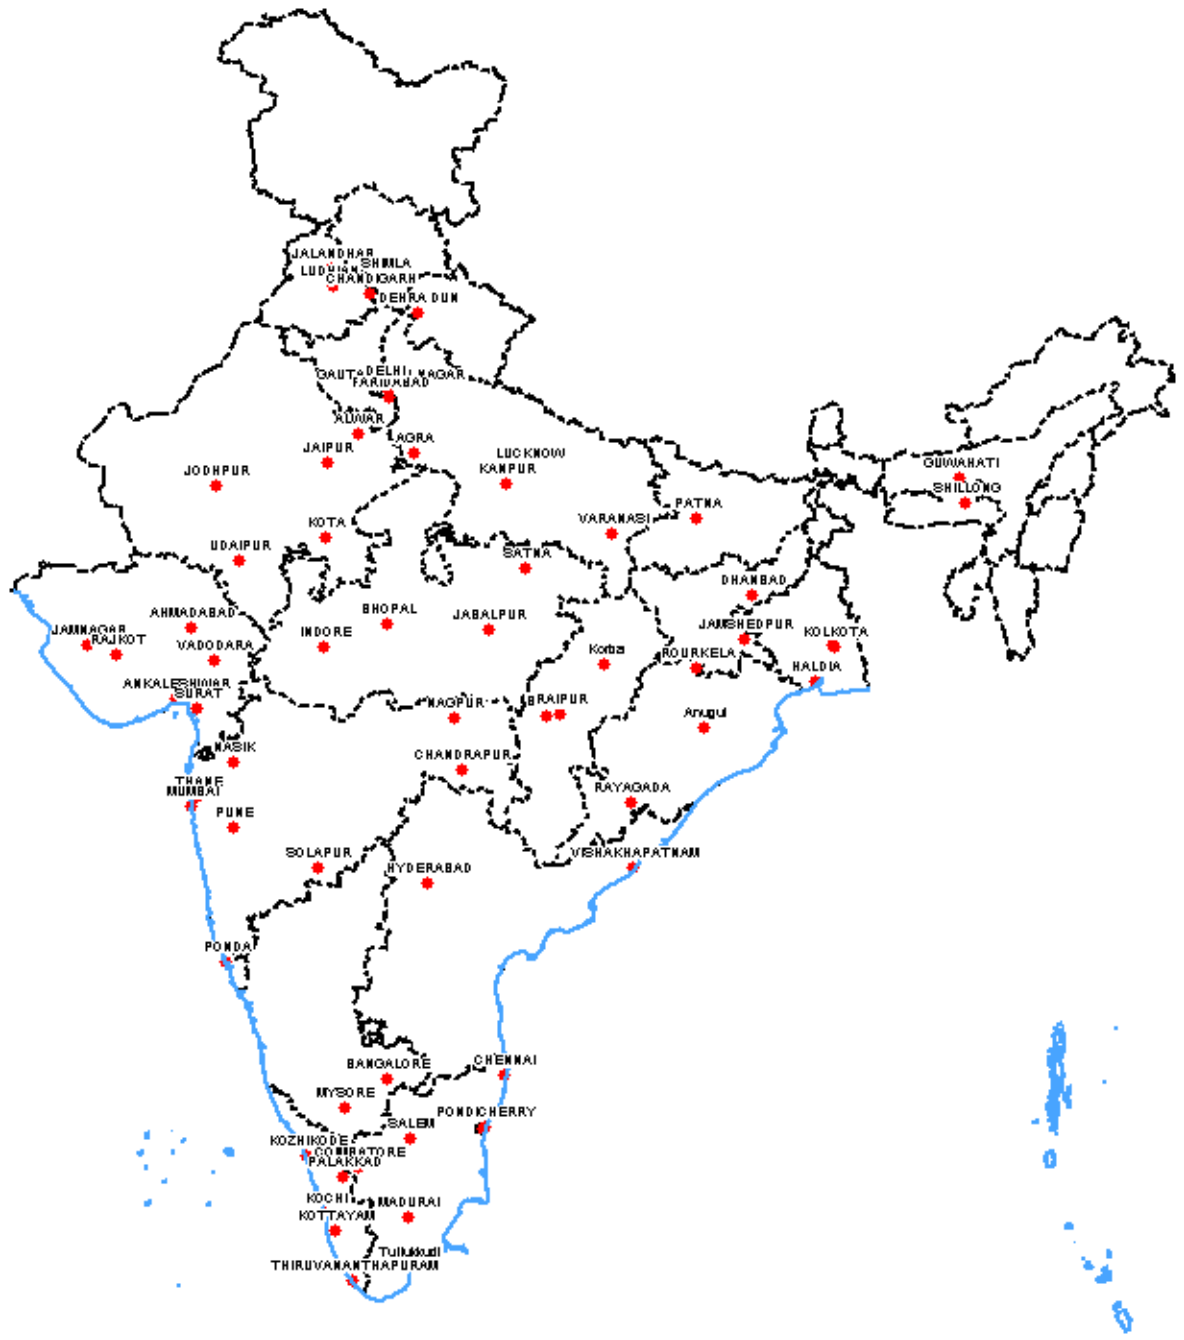 JALANDHAR
SHIMLA
CHANDIGARH
DEHRA DUN
DELHI
NAGAR
FARIDABAD
ALWAR
AGRA
JAIPUR
LUCKNOW
KANPUR
JODHPUR
GUWAHATI
SHILLONG
PATNA
KOTA
VARANASI
UDAIPUR
SATNA
DHANBAD
AHMADABAD
BHOPAL
JABALPUR
JAMNAGAR
RAJKOT
VADODARA
INDORE
JAMSHEDPUR
KOLKOTA
Korba
ROURKELA
HALDIA
ANKALESHWAR
SURAT
NAGPUR
RAIPUR
Anugul
NASIK
CHANDRAPUR
THANE
MUMBAI
RAYAGADA
PUNE
SOLAPUR
HYDERABAD
VISHAKHAPATNAM
PONDA
BANGALORE
CHENNAI
MYSORE
SALEM
PONDICHERRY
KOZHIKODE
COIMBATORE
PALAKKAD
KOCHI
KOTTAYAM
MADURAI
THIRUVANANTHAPURAM